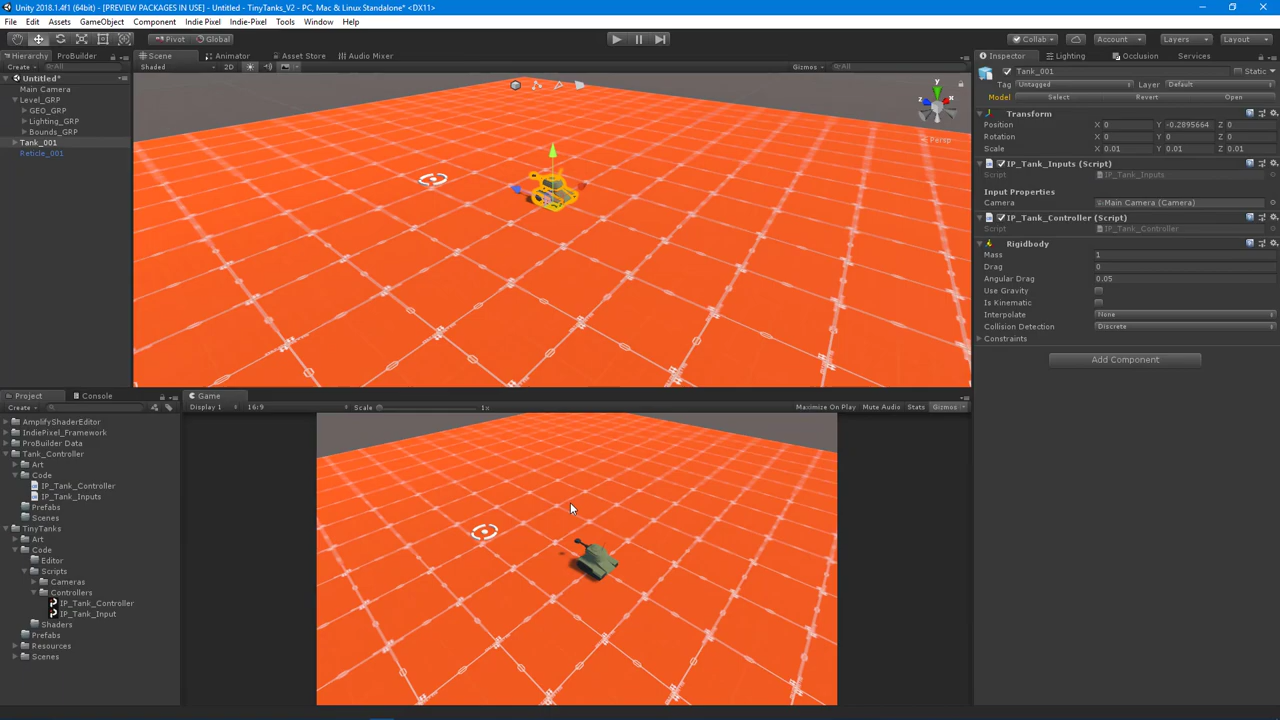 Unity 2018.1.4f1 (64bit) - [PREVIEW PACKAGES IN USE] - Untitled - TinyTanks_V2 - PC, Mac & Linux Standalone* <DX11>
File Edit Assets GameObject Component Indie Pixel Indie-Pixel Tools Window Help
Pivot Global Collab Account Layers Layout
Hierarchy ProBuilder Scene Animator Asset Store Audio Mixer Inspector Lighting Occlusion Services
Create All Shaded 2D Gizmos All
Untitled*
Main Camera
Level_GRP
GEO_GRP
Lighting_GRP
Bounds_GRP
Tank_001
Reticle_001
y
x
z
Persp
Tank_001 Static
Tag Untagged Layer Default
Model Select Revert Open
Transform
Position X 0 Y -0.2895664 Z 0
Rotation X 0 Y 0 Z 0
Scale X 0.01 Y 0.01 Z 0.01
IP_Tank_Inputs (Script)
Script IP_Tank_Inputs
Input Properties
Camera Main Camera (Camera)
IP_Tank_Controller (Script)
Script IP_Tank_Controller
Rigidbody
Mass 1
Drag 0
Angular Drag 0.05
Use Gravity
Is Kinematic
Interpolate None
Collision Detection Discrete
Constraints
Add Component
Project Console Game
Create Display 1 16:9 Scale 1x Maximize On Play Mute Audio Stats Gizmos
AmplifyShaderEditor
IndiePixel_Framework
ProBuilder Data
Tank_Controller
Art
Code
IP_Tank_Controller
IP_Tank_Inputs
Prefabs
Scenes
TinyTanks
Art
Code
Editor
Scripts
Cameras
Controllers
IP_Tank_Controller
IP_Tank_Input
Shaders
Prefabs
Resources
Scenes